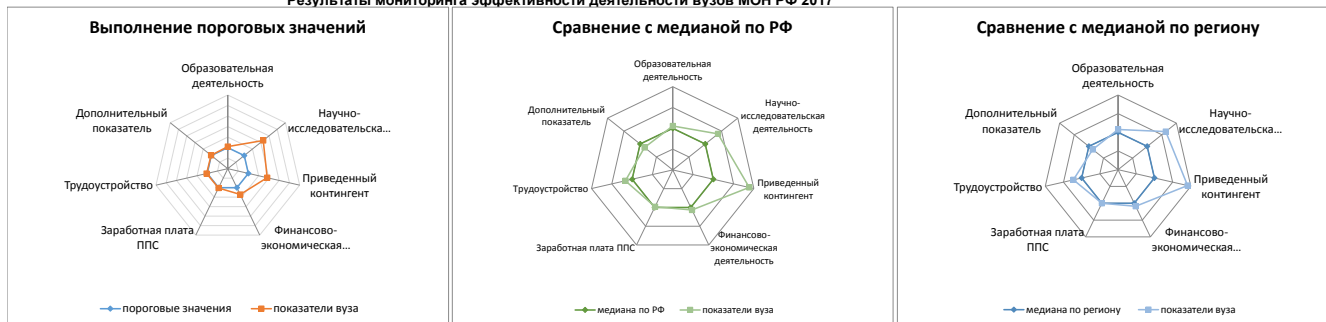 Результаты мониторинга эффективности деятельности вузов МОН РФ 2017
Выполнение пороговых значений
Образовательная
деятельность
Научно-
исследовательска...
Приведенный
контингент
Финансово-
экономическая...
Заработная плата
ППС
Трудоустройство
Дополнительный
показатель
пороговые значения
показатели вуза
Сравнение с медианой по РФ
Образовательная
деятельность
Научно-
исследовательская
деятельность
Приведенный
контингент
Финансово-
экономическая
деятельность
Заработная плата ППС
Трудоустройство
Дополнительный
показатель
медиана по РФ
показатели вуза
Сравнение с медианой по региону
Образовательная
деятельность
Научно-
исследовательска...
Приведенный
контингент
Финансово-
экономическая...
Заработная плата
ППС
Трудоустройство
Дополнительный
показатель
медиана по региону
показатели вуза